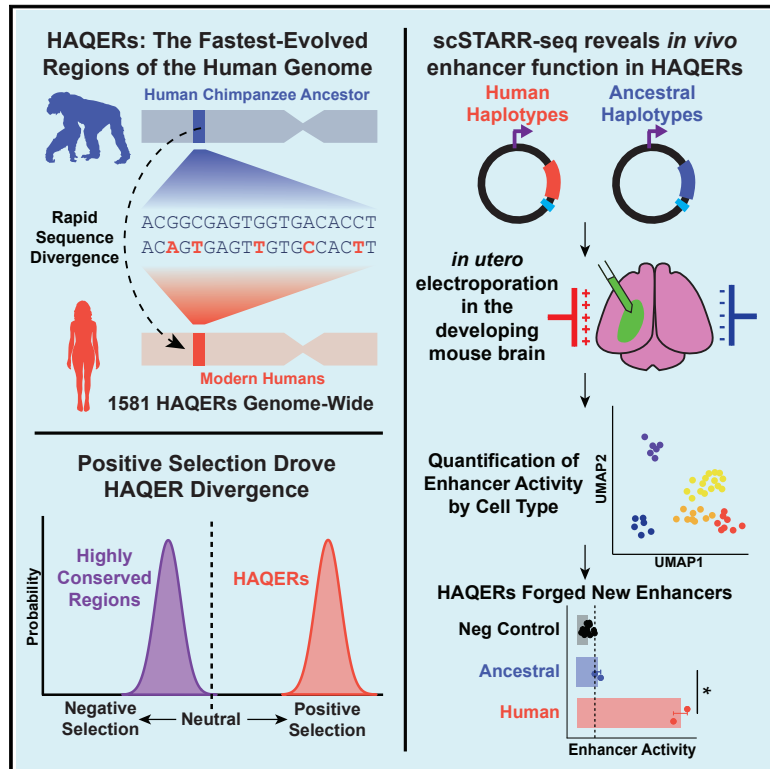 HAQERs: The Fastest-Evolved
Regions of the Human Genome
Human Chimpanzee Ancestor
Rapid
Sequence
Divergence
ACGGCGAGTGGTGACACCT
ACAGTGAGTTGTGCCACTT
Modern Humans
1581 HAQERs Genome-Wide
Positive Selection Drove
HAQER Divergence
Probability
Highly
Conserved
Regions
HAQERs
Negative
Selection
Neutral
Positive
Selection
scSTARR-seq reveals in vivo
enhancer function in HAQERs
Human
Haplotypes
Ancestral
Haplotypes
in utero
electroporation
in the
developing
mouse brain
+
+
+
+
+
-
-
-
-
-
Quantification of
Enhancer Activity
by Cell Type
UMAP2
UMAP1
HAQERs Forged New Enhancers
Neg Control
Ancestral
Human
*
Enhancer Activity